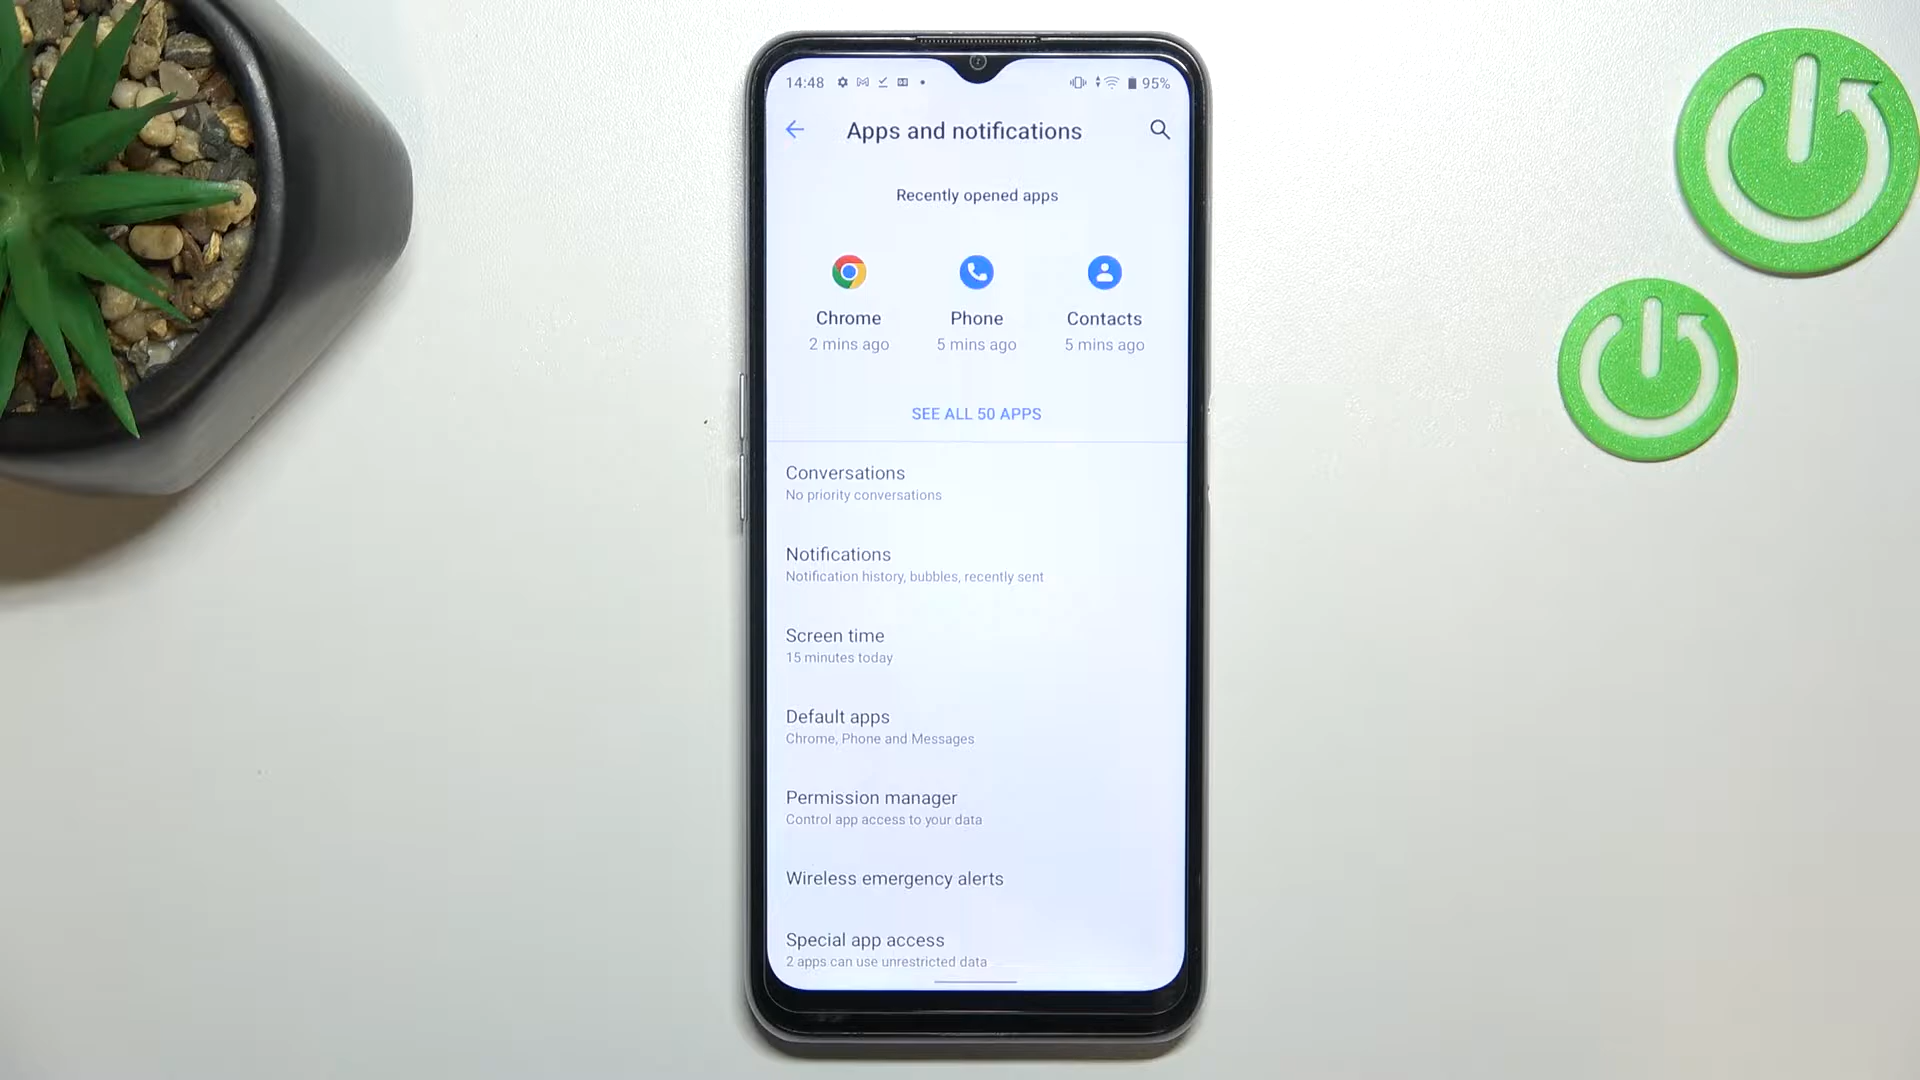 14:48
95%
Apps and notifications
Recently opened apps
Chrome
Phone
Contacts
2 mins ago
5 mins ago
5 mins ago
SEE ALL 50 APPS
Conversations
No priority conversations
Notifications
Notification history, bubbles, recently sent
Screen time
15 minutes today
Default apps
Chrome, Phone and Messages
Permission manager
Control app access to your data
Wireless emergency alerts
Special app access
2 apps can use unrestricted data